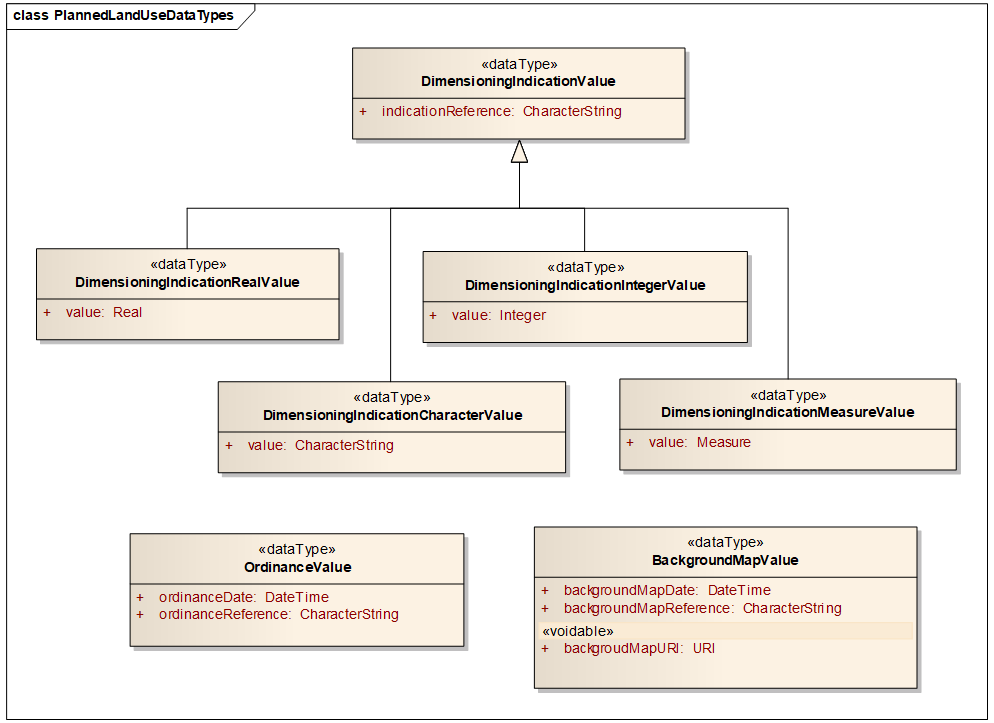 class PlannedLandUseDataTypes
«dataType»
DimensioningIndicationValue
+ indicationReference: CharacterString
«dataType»
DimensioningIndicationRealValue
+ value: Real
«dataType»
DimensioningIndicationIntegerValue
+ value: Integer
«dataType»
DimensioningIndicationCharacterValue
+ value: CharacterString
«dataType»
DimensioningIndicationMeasureValue
+ value: Measure
«dataType»
OrdinanceValue
+ ordinanceDate: DateTime
+ ordinanceReference: CharacterString
«dataType»
BackgroundMapValue
+ backgroundMapDate: DateTime
+ backgroundMapReference: CharacterString
«voidable»
+ backgroudMapURI: URI